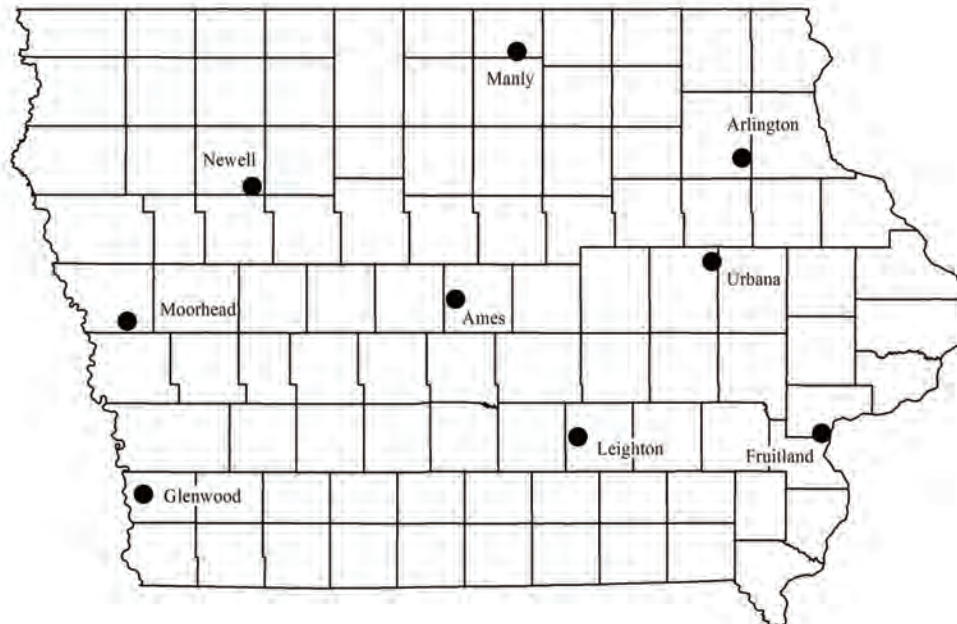 Manly
Arlington
Newell
Urbana
Moorhead
Ames
Leighton
Fruitland
Glenwood